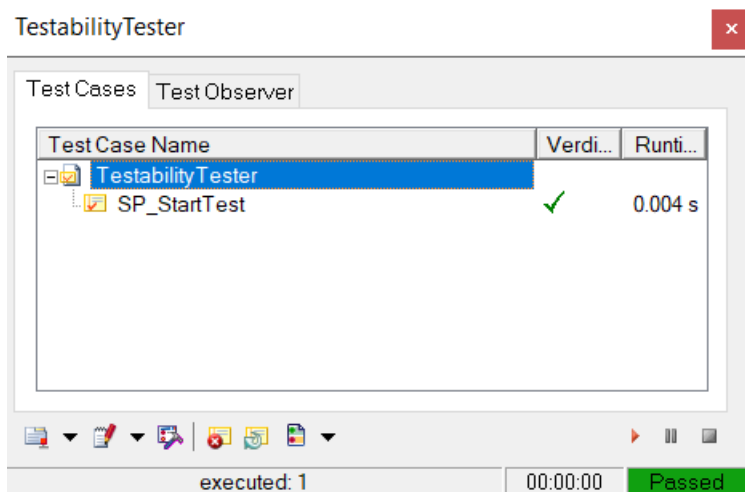 TestabilityTester
Test Cases Test Observer
Test Case Name Verdi... Runti...
TestabilityTester
SP_StartTest 0.004 s
executed: 1 00:00:00 Passed